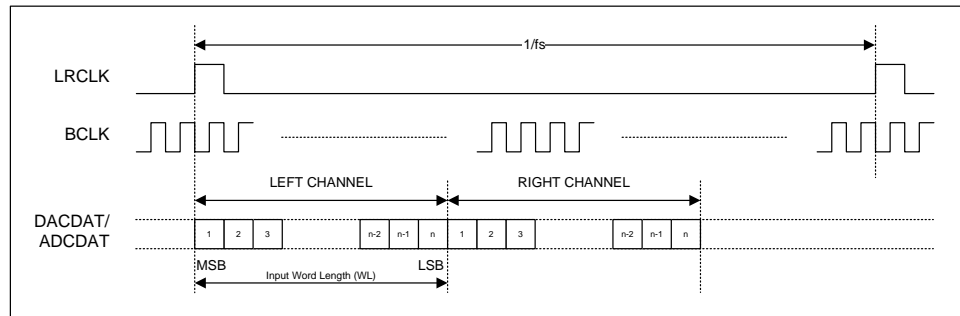 1/fs
LRCLK
BCLK
LEFT CHANNEL RIGHT CHANNEL
DACDAT/
ADCDAT
1 2 3 n-2 n-1 n 1 2 3 n-2 n-1 n
MSB LSB
Input Word Length (WL)